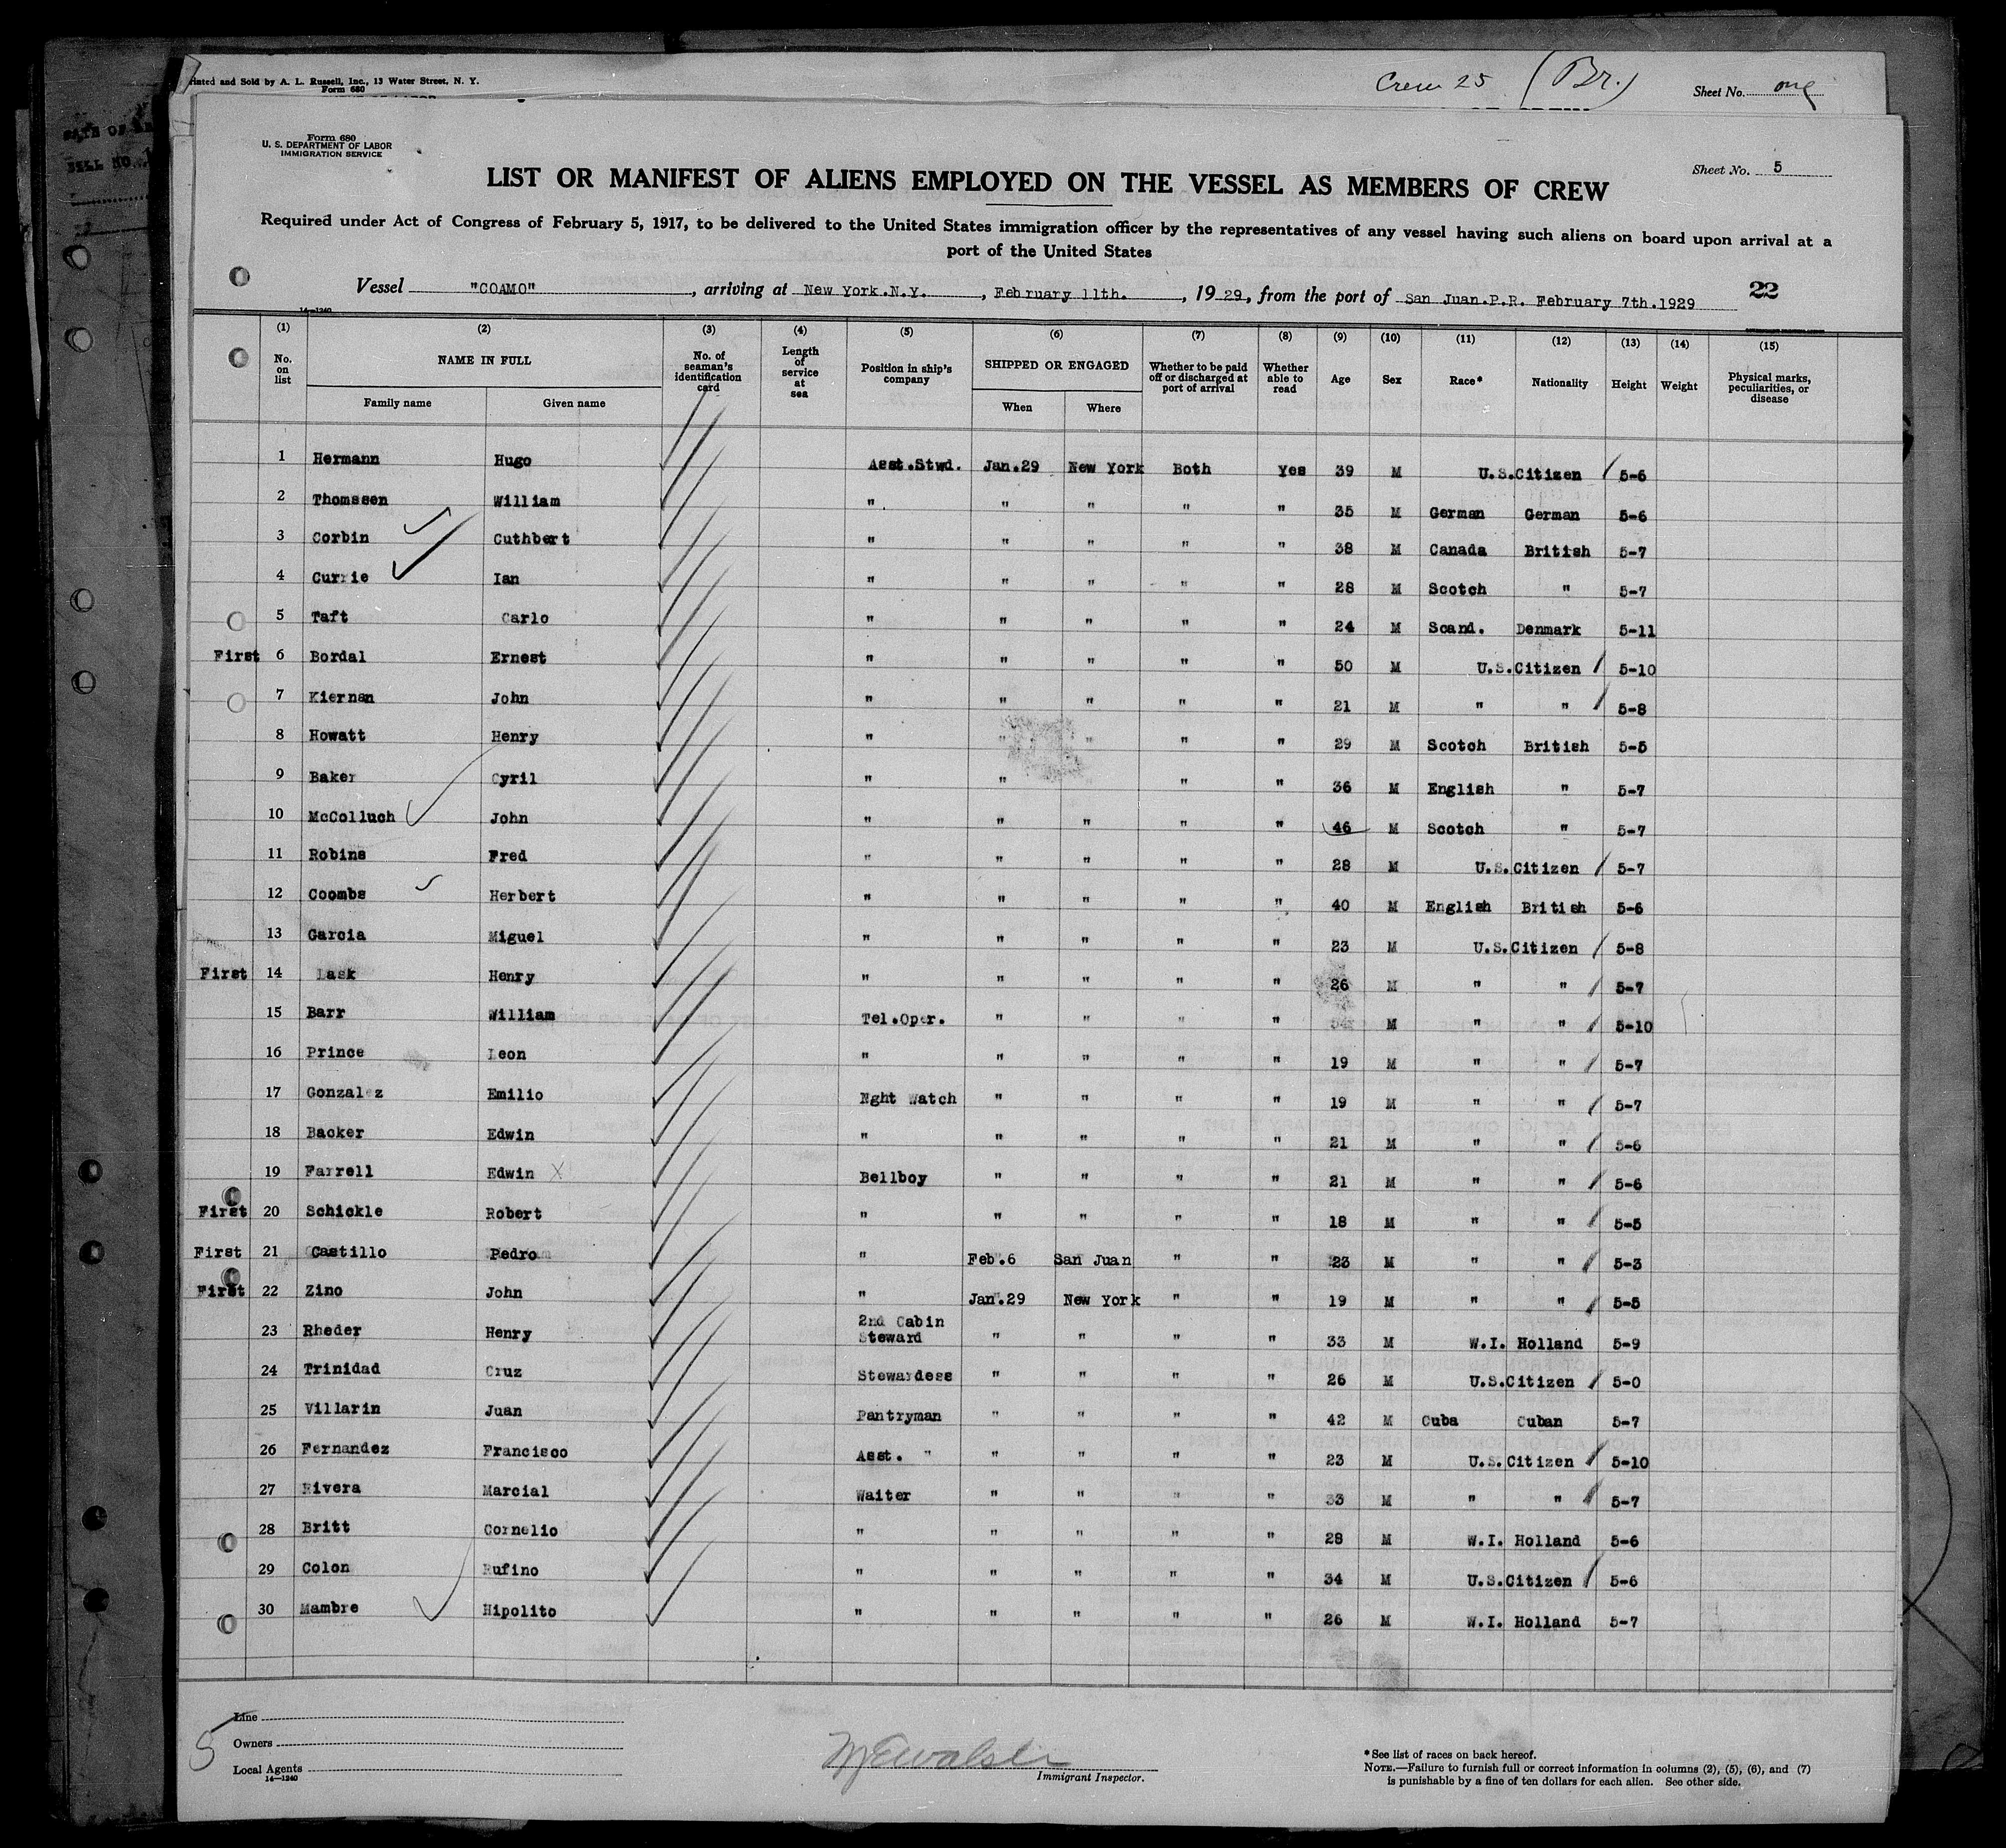 Printed and Sold by A. L. Russell, Inc., 13 Water Street, N. Y.
Form 680
Crew 25 (Br.)
Sheet No. one
Form 680
U. S. DEPARTMENT OF LABOR
IMMIGRATION SERVICE
Sheet No. 5
LIST OR MANIFEST OF ALIENS EMPLOYED ON THE VESSEL AS MEMBERS OF CREW
Required under Act of Congress of February 5, 1917, to be delivered to the United States immigration officer by the representatives of any vessel having such aliens on board upon arrival at a
port of the United States
Vessel "COAMO", arriving at New York.N.Y., February 11th., 1929, from the port of San Juan.P.R. February 7th.1929
22
14—1240
(1) (2) (3) (4) (5) (6) (7) (8) (9) (10) (11) (12) (13) (14) (15)
No. on list NAME IN FULL No. of seaman's identification card Length of service at sea Position in ship's company SHIPPED OR ENGAGED Whether to be paid off or discharged at port of arrival Whether able to read Age Sex Race* Nationality Height Weight Physical marks, peculiarities, or disease
Family name Given name When Where
1 Hermann Hugo Asst.Stwd. Jan.29 New York Both Yes 39 M U.S.Citizen 5-6
2 Thomssen William " " " " " 35 M German German 5-6
3 Corbin Cuthbert " " " " " 38 M Canada British 5-7
4 Currie Ian " " " " " 28 M Scotch " 5-7
5 Taft Carlo " " " " " 24 M Scand. Denmark 5-11
First 6 Bordal Ernest " " " " " 50 M U.S.Citizen 5-10
7 Kiernan John " " " " " 21 M " " 5-8
8 Howatt Henry " " " " " 29 M Scotch British 5-5
9 Baker Cyril " " " " 36 M English " 5-7
10 McColluch John " " " " " 46 M Scotch " 5-7
11 Robins Fred " " " " " 28 M U.S.Citizen 5-7
12 Coombs Herbert " " " " " 40 M English British 5-6
13 Garcia Miguel " " " " " 23 M U.S.Citizen 5-8
First 14 Lask Henry " " " " " 26 M " " 5-7
15 Barr William Tel.Oper. " " " " M " " 5-10
16 Prince Leon " " " " " 19 M " " 5-7
17 Gonzalez Emilio Nght Watch " " " " 19 M " " 5-7
18 Backer Edwin " " " " " 21 M " " 5-6
19 Farrell Edwin X Bellboy " " " " 21 M " " 5-6
First 20 Schickle Robert " " " " " 18 M " " 5-5
First 21 Castillo Pedro " Feb.6 San Juan " " 23 M " " 5-3
First 22 Zino John " Jan.29 New York " " 19 M " " 5-5
23 Rheder Henry 2nd Cabin Steward " " " " 33 M W.I. Holland 5-9
24 Trinidad Cruz Stewardess " " " " 26 M U.S.Citizen 5-0
25 Villarin Juan Pantryman " " " " 42 M Cuba Cuban 5-7
26 Fernandez Francisco Asst. " " " " " 23 M U.S.Citizen 5-10
27 Rivera Marcial Waiter " " " " 33 M " " 5-7
28 Britt Cornelio " " " " " 28 M W.I. Holland 5-6
29 Colon Rufino " " " " " 34 M U.S.Citizen 5-6
30 Mambre Hipolito " " " " " 26 M W.I. Holland 5-7
5
Line
Owners
Local Agents
14—1240
Immigrant Inspector.
*See list of races on back hereof.
NOTE.—Failure to furnish full or correct information in columns (2), (5), (6), and (7)
is punishable by a fine of ten dollars for each alien. See other side.